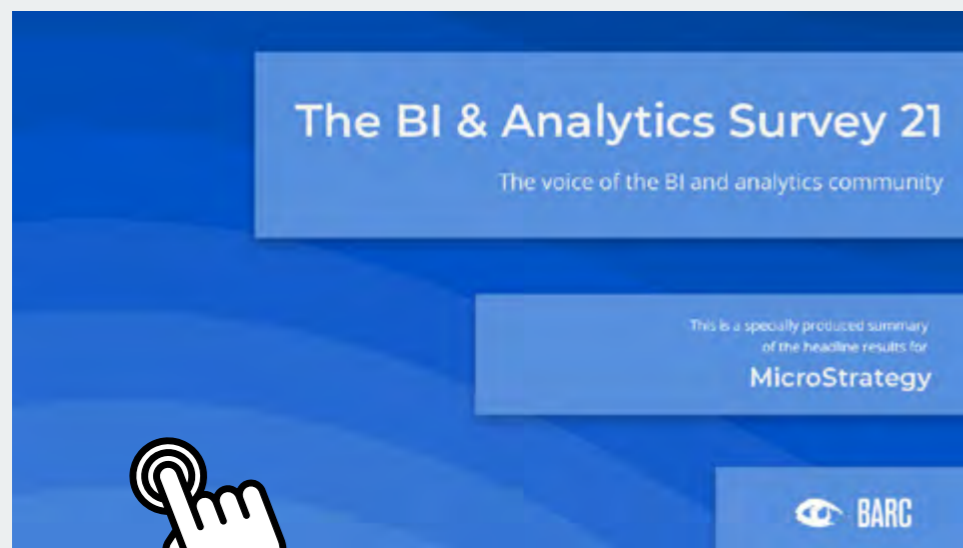 The BI & Analytics Survey 21
The voice of the BI and analytics community
This is a specially produced summary
of the headline results for
MicroStrategy
BARC